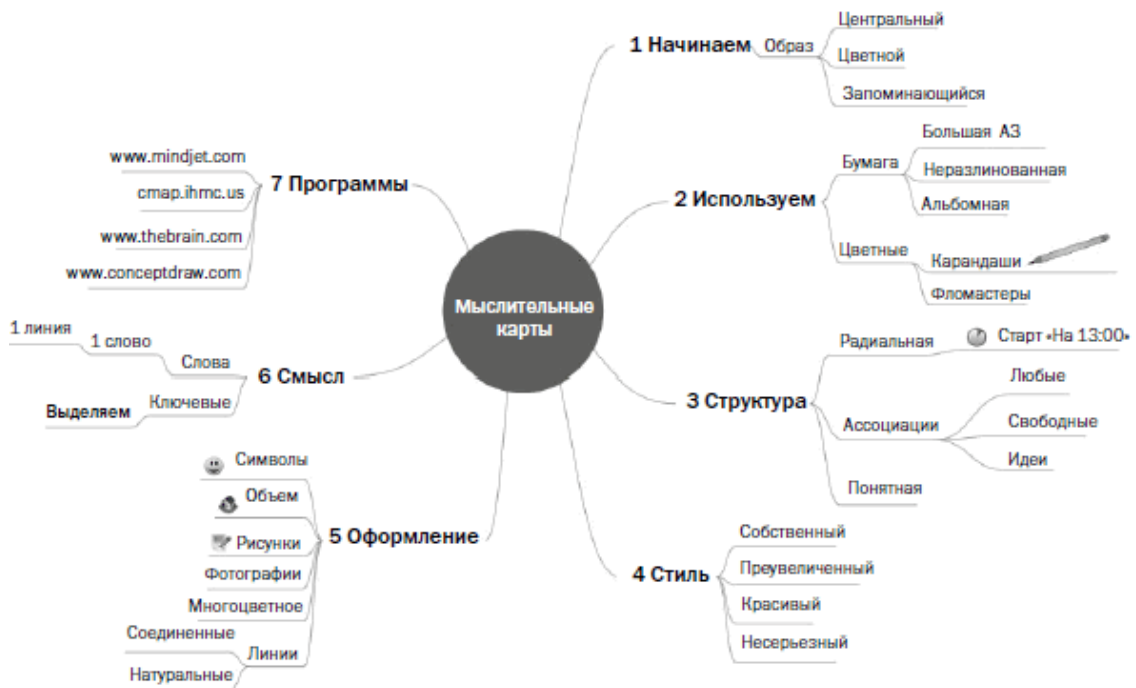 Мыслительные
карты
1 Начинаем
Образ
Центральный
Цветной
Запоминающийся
2 Используем
Бумага
Большая А3
Неразлинованная
Альбомная
Цветные
Карандаши
Фломастеры
3 Структура
Радиальная
Старт «На 13:00»
Ассоциации
Любые
Свободные
Идеи
Понятная
4 Стиль
Собственный
Преувеличенный
Красивый
Несерьезный
5 Оформление
Символы
Объем
Рисунки
Фотографии
Многоцветное
Линии
Соединенные
Натуральные
6 Смысл
Слова
1 слово
1 линия
Ключевые
Выделяем
7 Программы
www.mindjet.com
cmap.ihmc.us
www.thebrain.com
www.conceptdraw.com